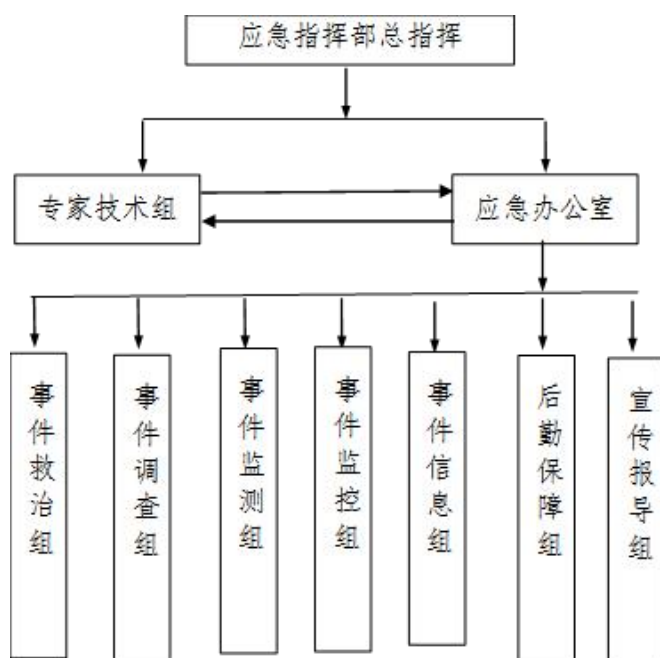 应急指挥部总指挥
专家技术组
应急办公室
事件救治组
事件调查组
事件监测组
事件监控组
事件信息组
后勤保障组
宣传报导组